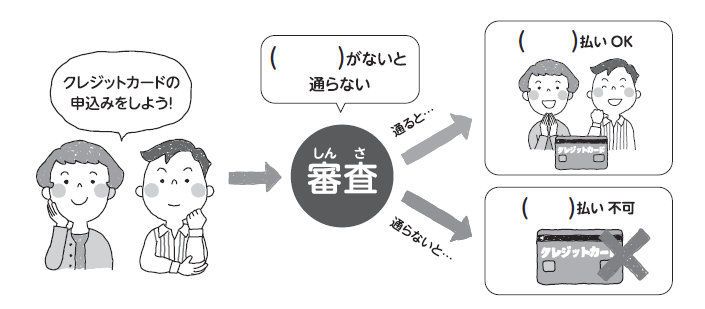 クレジットカードの
申込みをしよう!
(　　　)がないと
通らない
しん さ
審査
通ると…
通らないと…
(　　　)払い OK
クレジットカード
(　　　)払い 不可
クレジットカード